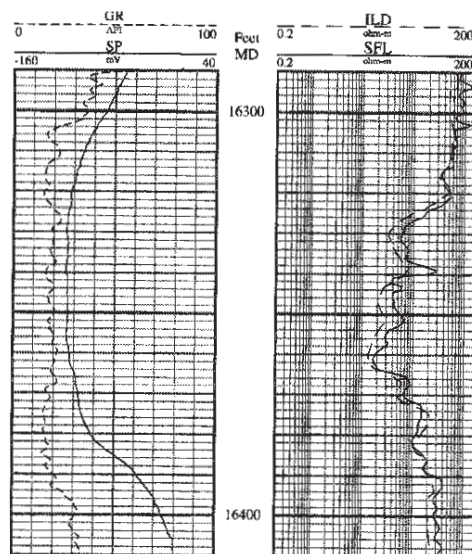 GR
0 API 100
SP
-160 mV 40
Feet
MD
ILD
0.2 ohm-m 200
SFL
0.2 ohm-m 200
16300
16400